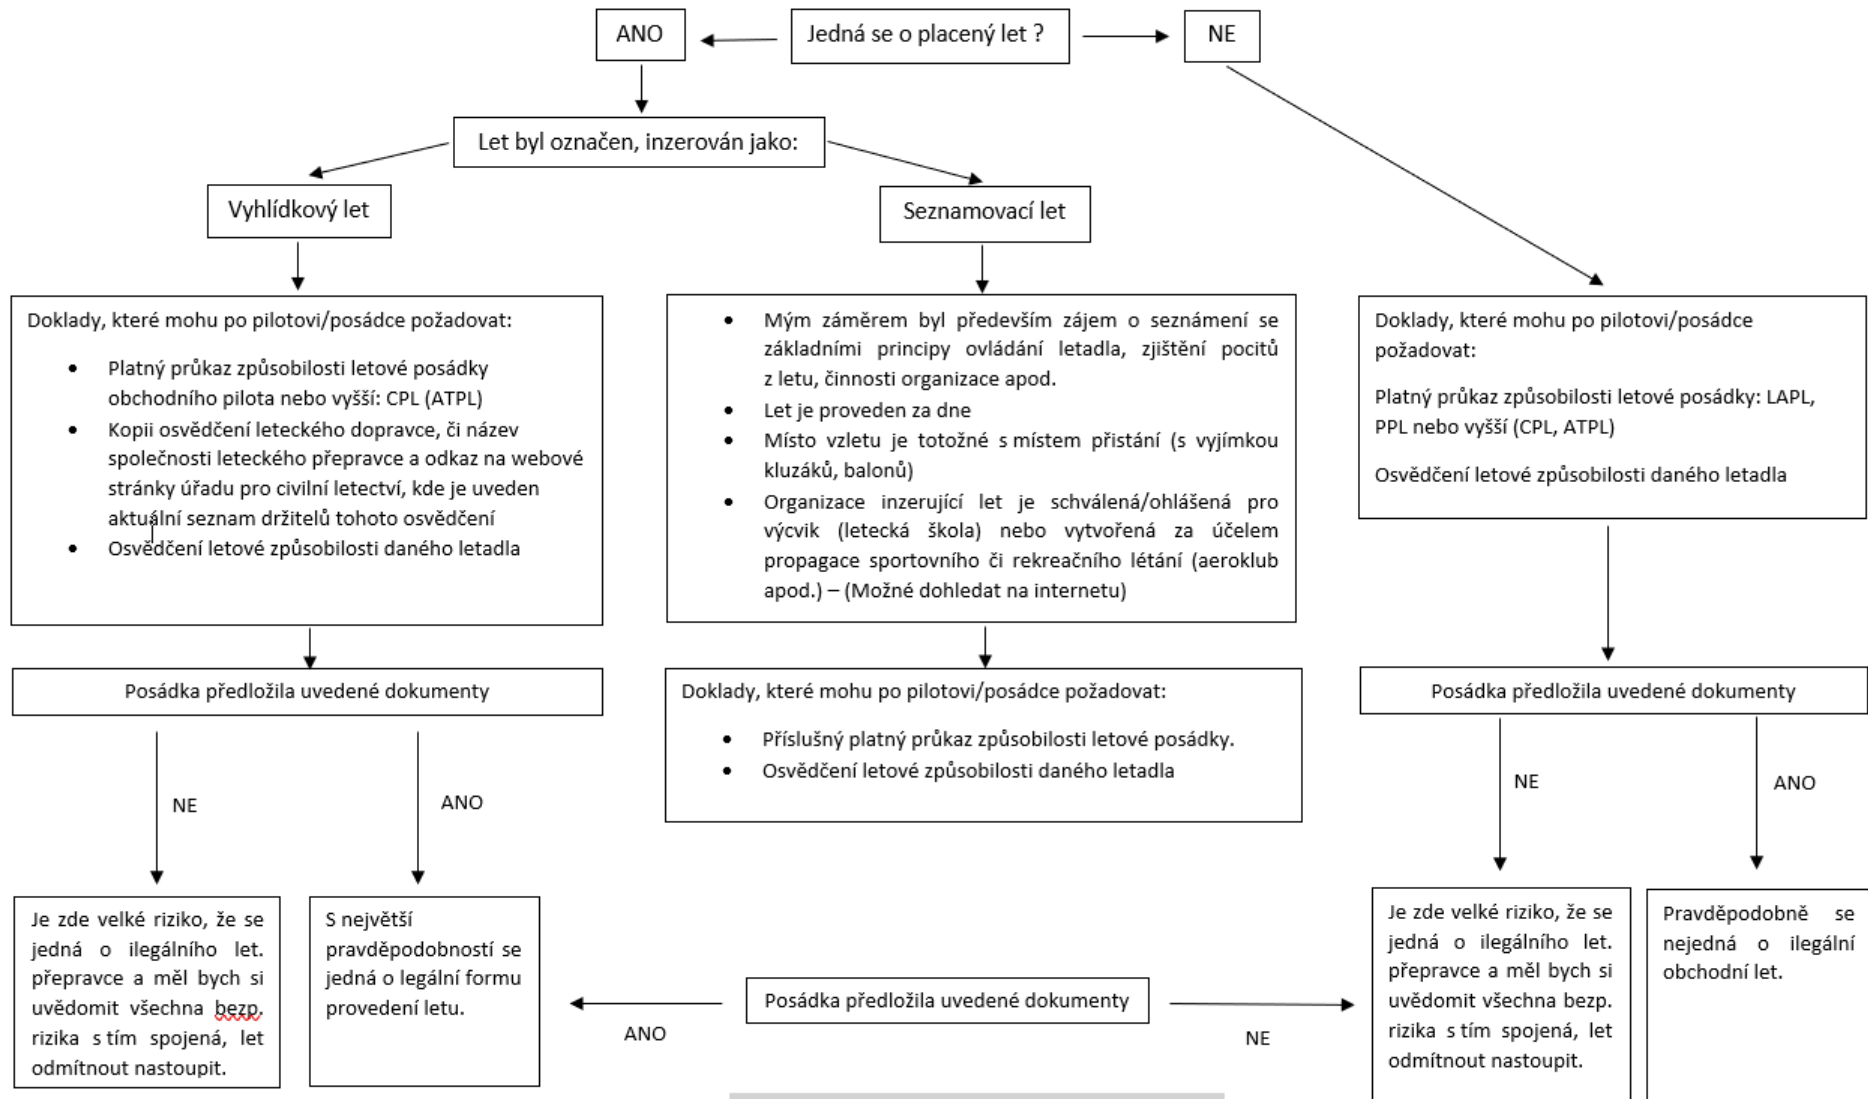 ANO
Jedná se o placený let ?
NE
Let byl označen, inzerován jako:
Vyhlídkový let
Seznamovací let
Doklady, které mohu po pilotovi/posádce požadovat:
• Platný průkaz způsobilosti letové posádky
obchodního pilota nebo vyšší: CPL (ATPL)
• Kopii osvědčení leteckého dopravce, či název
společnosti leteckého přepravce a odkaz na webové
stránky úřadu pro civilní letectví, kde je uveden
aktuální seznam držitelů tohoto osvědčení
• Osvědčení letové způsobilosti daného letadla
• Mým záměrem byl především zájem o seznámení se
základními principy ovládání letadla, zjištění pocitů
z letu, činnosti organizace apod.
• Let je proveden za dne
• Místo vzletu je totožné s místem přistání (s vyjímkou
kluzáků, balonů)
• Organizace inzerující let je schválená/ohlášená pro
výcvik (letecká škola) nebo vytvořená za účelem
propagace sportovního či rekreačního létání (aeroklub
apod.) – (Možné dohledat na internetu)
Doklady, které mohu po pilotovi/posádce
požadovat:
Platný průkaz způsobilosti letové posádky: LAPL,
PPL nebo vyšší (CPL, ATPL)
Osvědčení letové způsobilosti daného letadla
Posádka předložila uvedené dokumenty
Doklady, které mohu po pilotovi/posádce požadovat:
• Příslušný platný průkaz způsobilosti letové posádky.
• Osvědčení letové způsobilosti daného letadla
Posádka předložila uvedené dokumenty
NE
ANO
NE
ANO
Je zde velké riziko, že se
jedná o ilegálního let.
přepravce a měl bych si
uvědomit všechna bezp.
rizika s tím spojená, let
odmítnout nastoupit.
S největší
pravděpodobností se
jedná o legální formu
provedení letu.
Posádka předložila uvedené dokumenty
ANO
NE
Je zde velké riziko, že se
jedná o ilegálního let.
přepravce a měl bych si
uvědomit všechna bezp.
rizika s tím spojená, let
odmítnout nastoupit.
Pravděpodobně se
nejedná o ilegální
obchodní let.